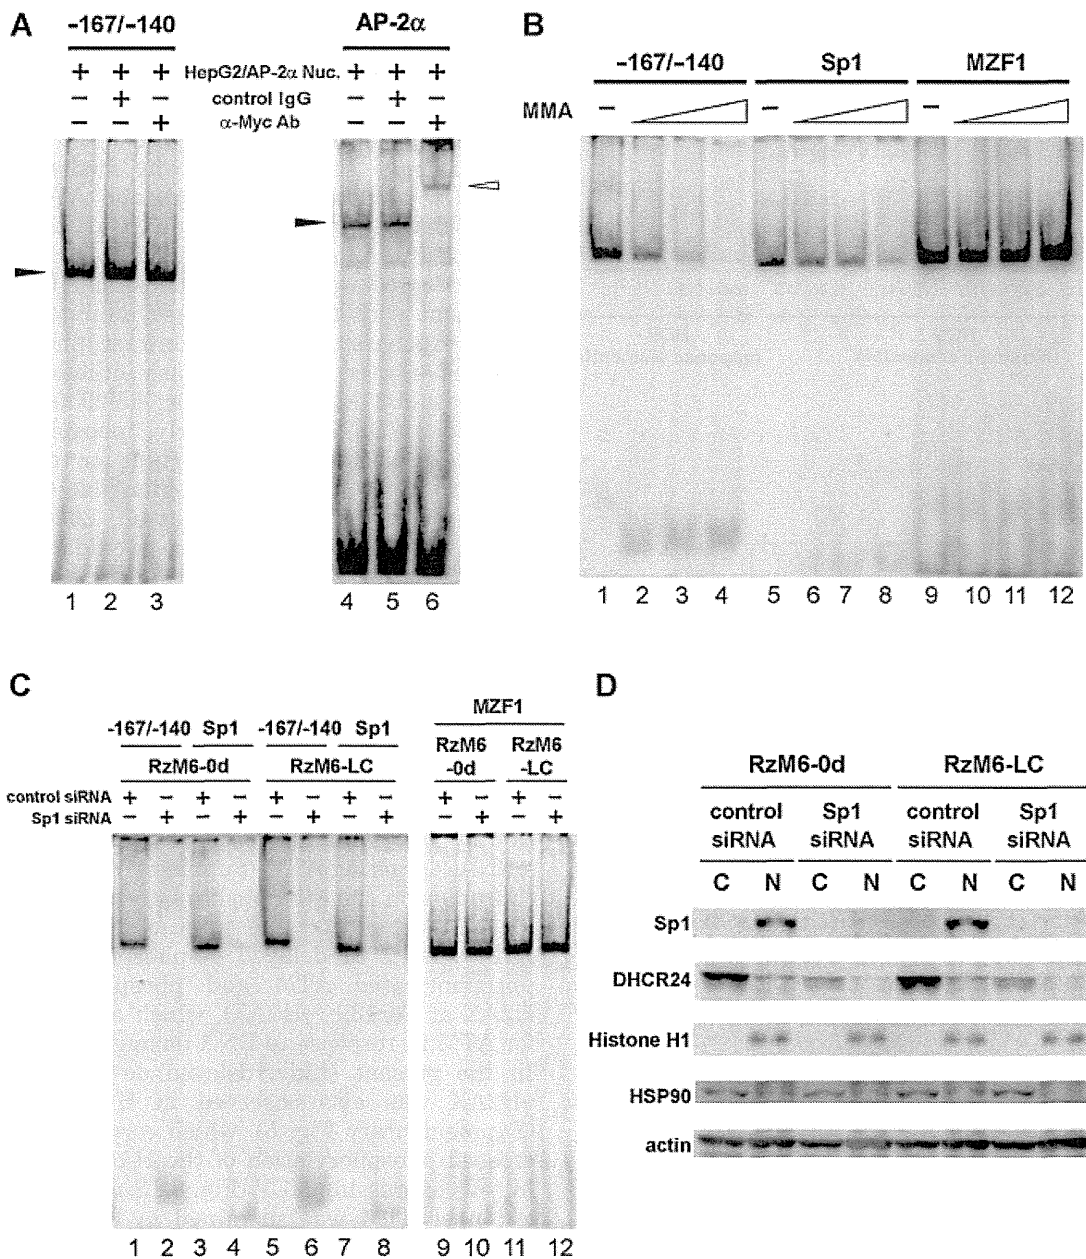 A
-167/-140 AP-2α
+ + + HepG2/AP-2α Nuc. + + +
− + − control IgG − + −
− − + α-Myc Ab − − +
1 2 3 4 5 6
B
-167/-140 Sp1 MZF1
MMA − − −
1 2 3 4 5 6 7 8 9 10 11 12
C
MZF1
-167/-140 Sp1 -167/-140 Sp1
RzM6-0d RzM6-LC
RzM6 -0d RzM6 -LC
control siRNA + − + − + − + − + − + −
Sp1 siRNA − + − + − + − + − + − +
1 2 3 4 5 6 7 8 9 10 11 12
D
RzM6-0d RzM6-LC
control siRNA Sp1 siRNA control siRNA Sp1 siRNA
C N C N C N C N
Sp1
DHCR24
Histone H1
HSP90
actin